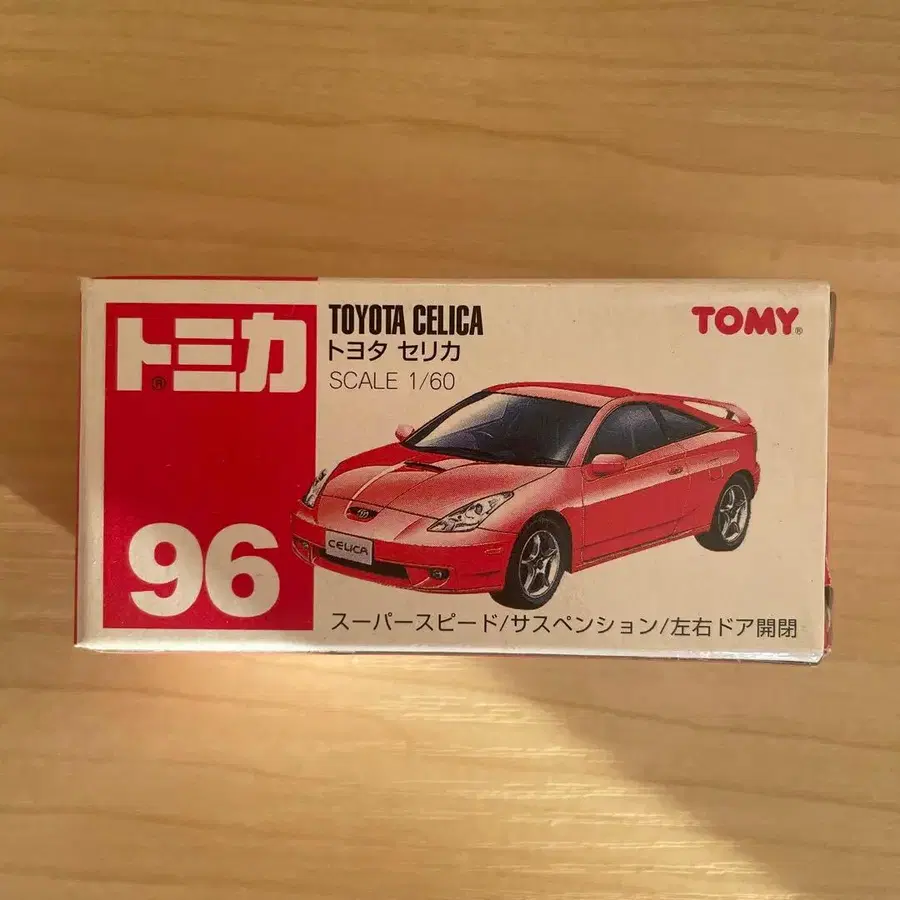 トミカ®
96
TOYOTA CELICA
トヨタ セリカ
SCALE 1/60
TOMY®
CELICA
スーパースピード/サスペンション/左右ドア開閉